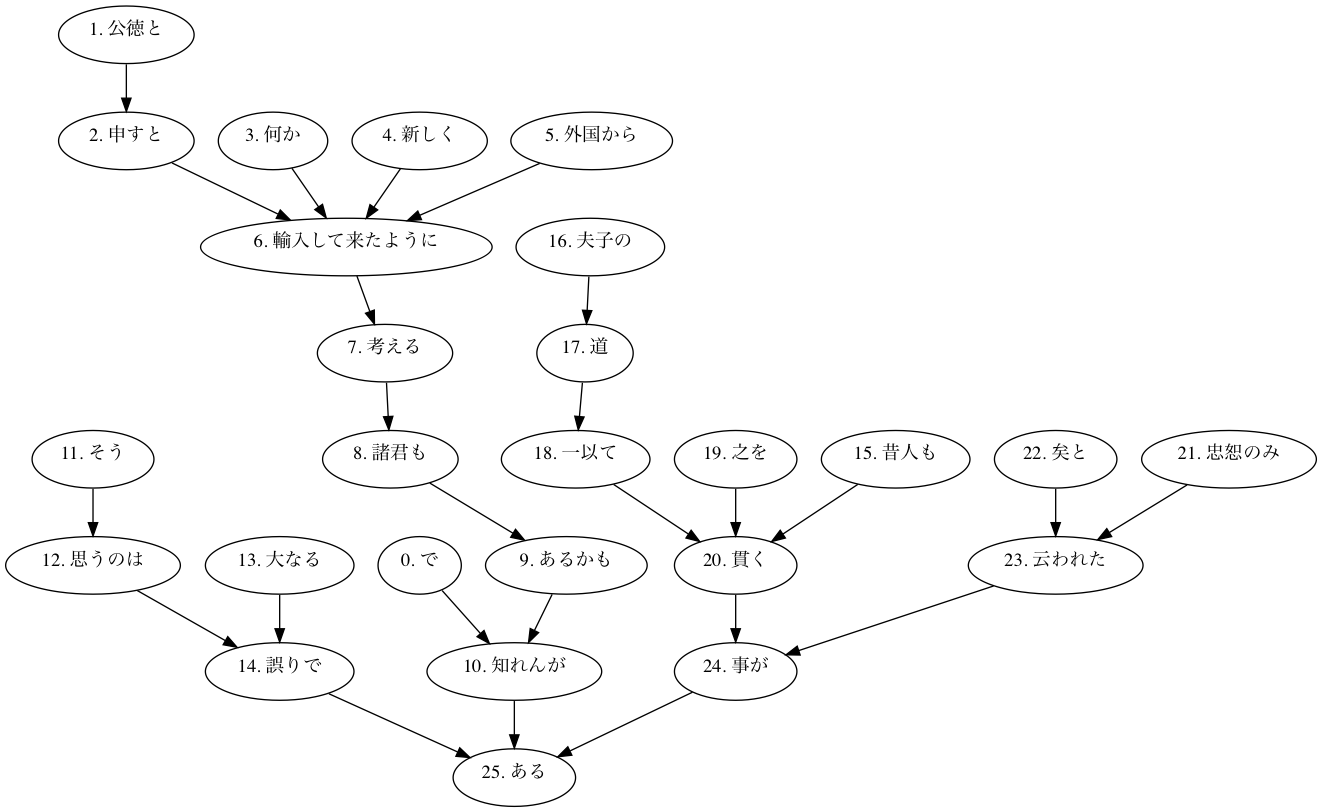 1. 公徳と
2. 申すと
3. 何か
4. 新しく
5. 外国から
6. 輸入して来たように
16. 夫子の
7. 考える
17. 道
11. そう
8. 諸君も
18. 一以て
19. 之を
15. 昔人も
22. 矣と
21. 忠恕のみ
12. 思うのは
13. 大なる
0. で
9. あるかも
20. 貫く
23. 云われた
14. 誤りで
10. 知れんが
24. 事が
25. ある